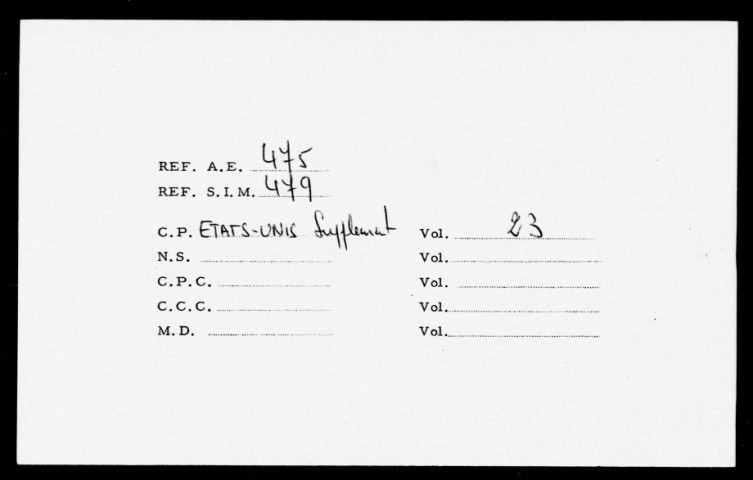 REF. A.E. 475
REF. S.I.M. 479
C.P. ETATS-UNIS Supplement Vol. 23
N.S. Vol.
C.P.C. Vol.
C.C.C. Vol.
M.D. Vol.